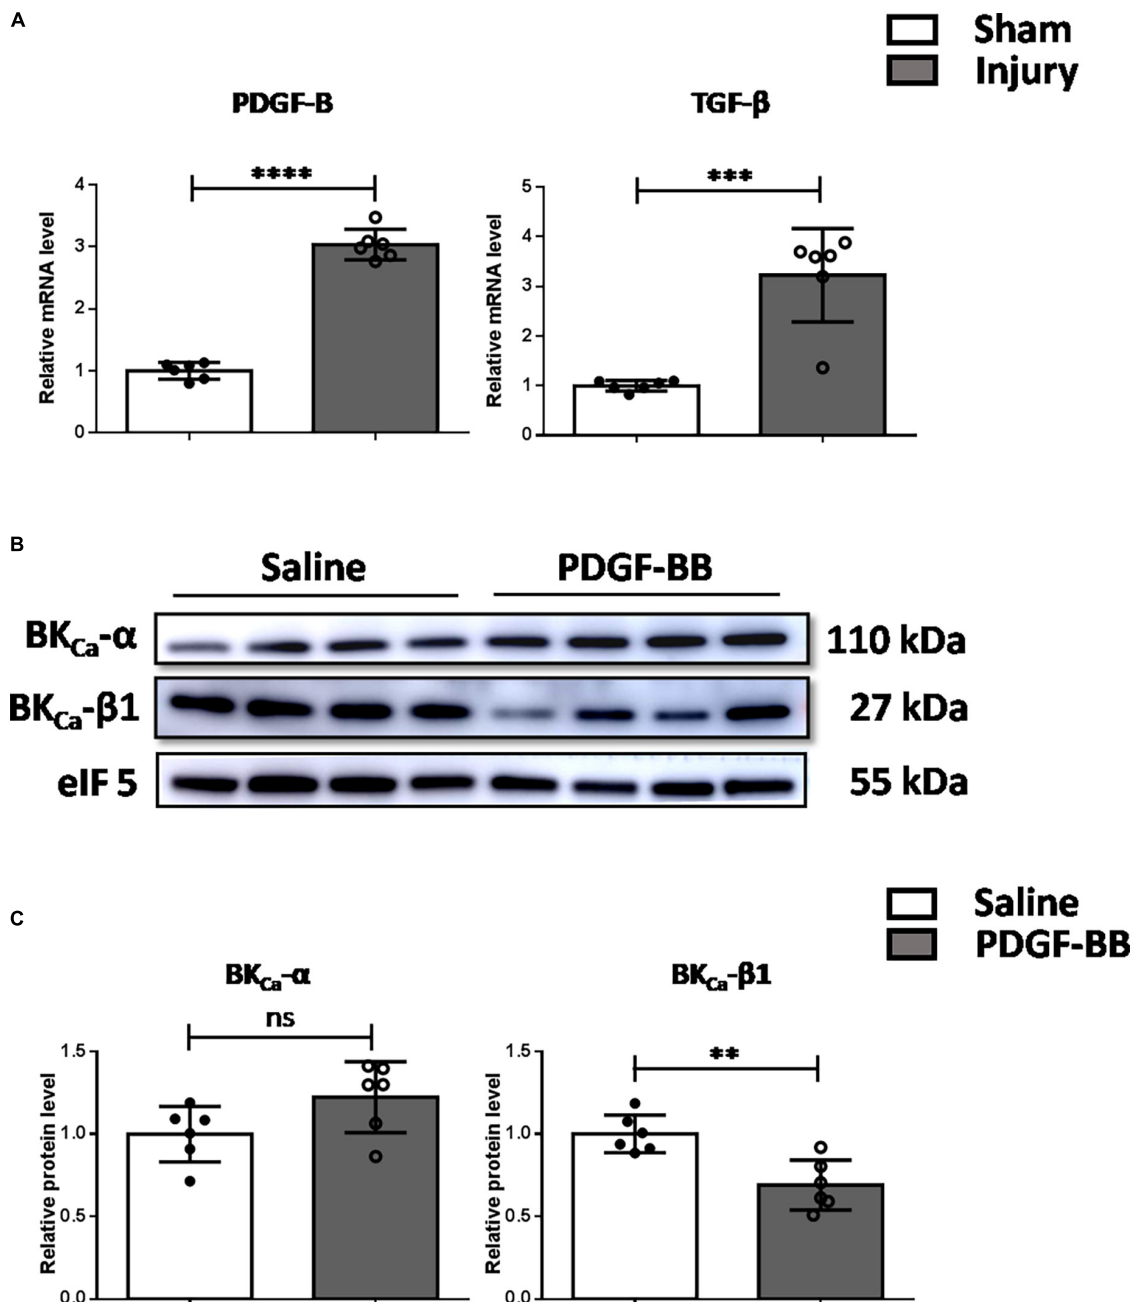 A
Sham
Injury
PDGF-B
TGF-β
****
***
Relative mRNA level
4
3
2
1
0
Relative mRNA level
5
4
3
2
1
0
B
Saline
PDGF-BB
BKCa-α
110 kDa
BKCa-β1
27 kDa
eIF 5
55 kDa
C
Saline
PDGF-BB
BKCa-α
BKCa-β1
ns
**
Relative protein level
1.5
1.0
0.5
0.0
Relative protein level
1.5
1.0
0.5
0.0